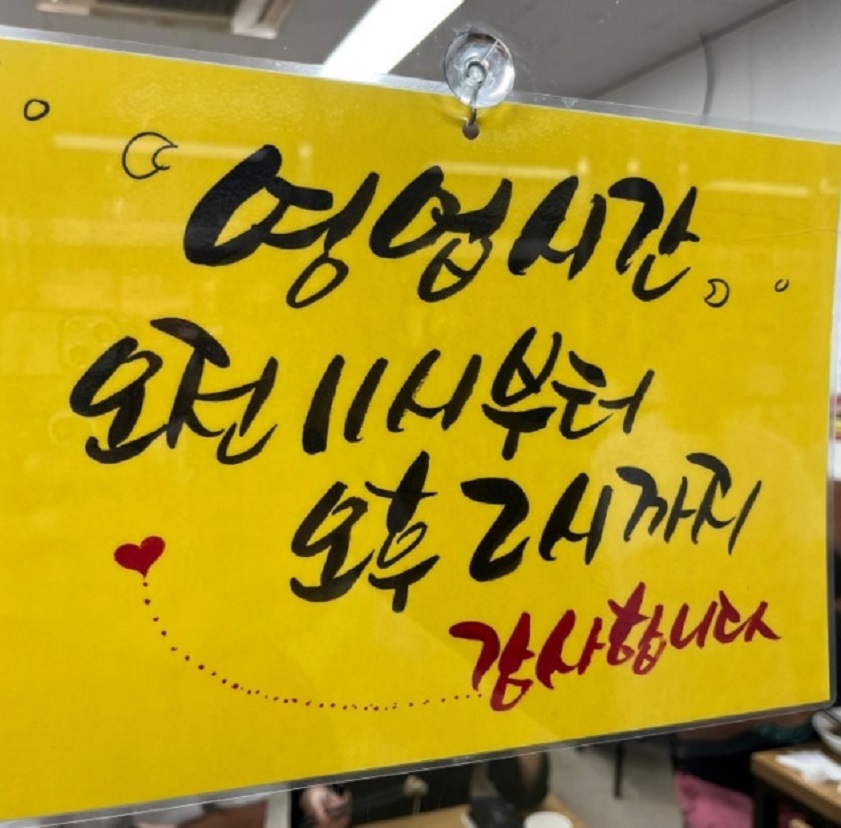 영업시간
오전 11시부터
오후 2시까지
감사합니다